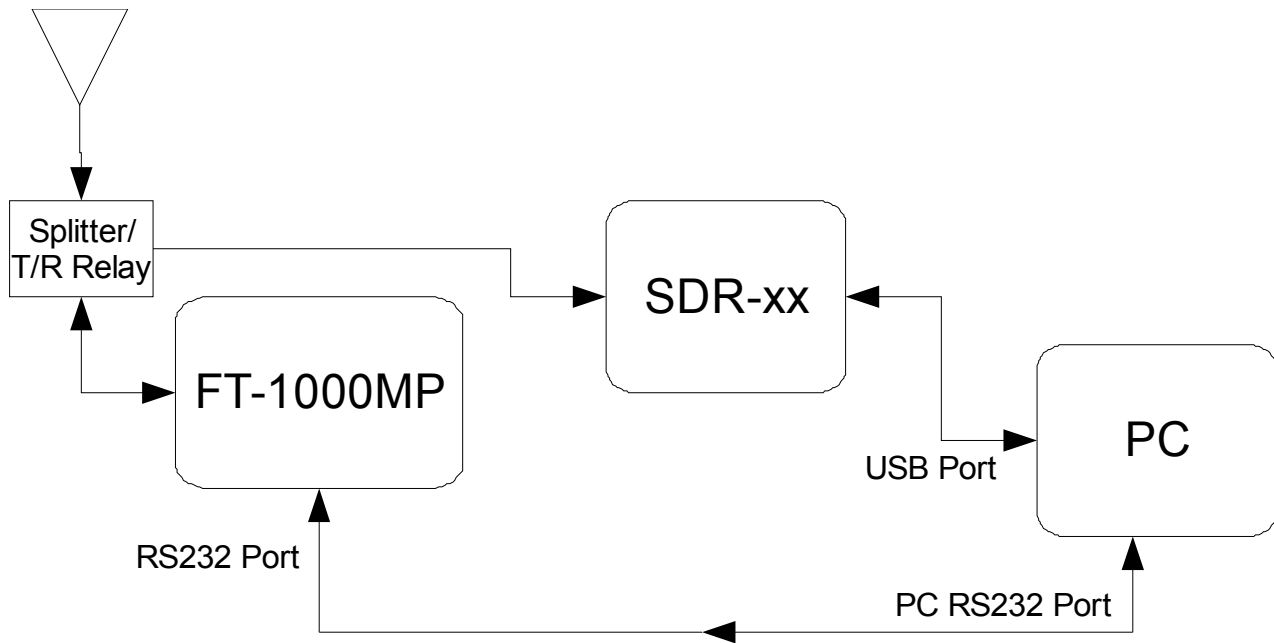 Splitter/
T/R Relay
SDR-xx
FT-1000MP
PC
USB Port
RS232 Port
PC RS232 Port